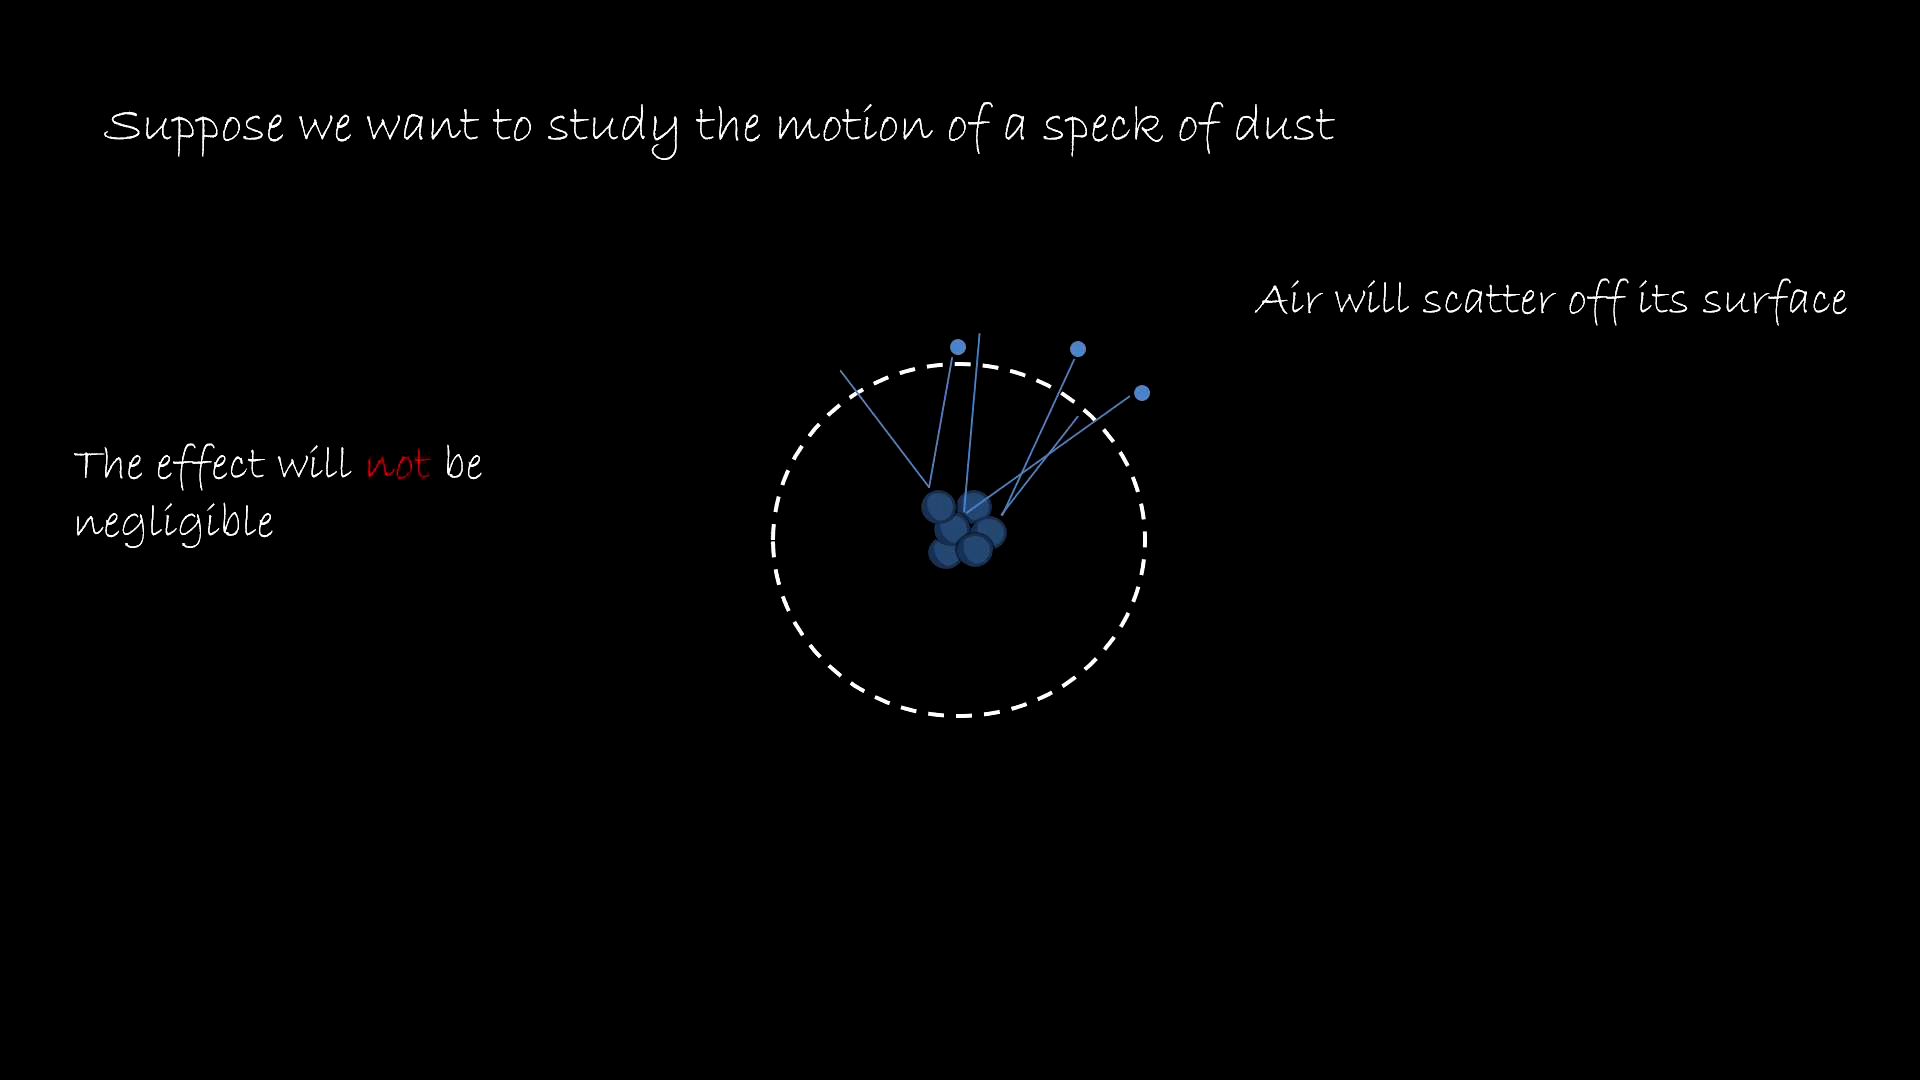 Suppose we want to study the motion of a speck of dust
Air will scatter off its surface
The effect will not be
negligible